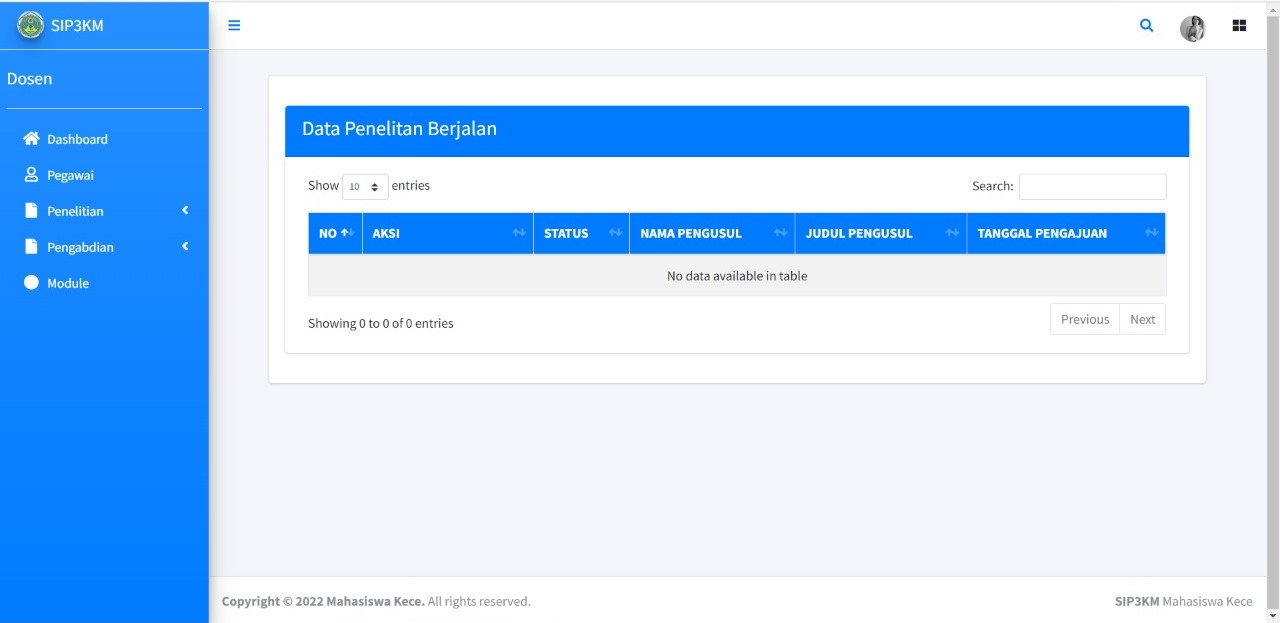 SIP3KM
Dosen
Dashboard
Pegawai
Penelitian
Pengabdian
Module
Data Penelitan Berjalan
Show 10 entries
Search:
NO AKSI STATUS NAMA PENGUSUL JUDUL PENGUSUL TANGGAL PENGAJUAN
No data available in table
Showing 0 to 0 of 0 entries
Previous Next
Copyright © 2022 Mahasiswa Kece. All rights reserved.
SIP3KM Mahasiswa Kece